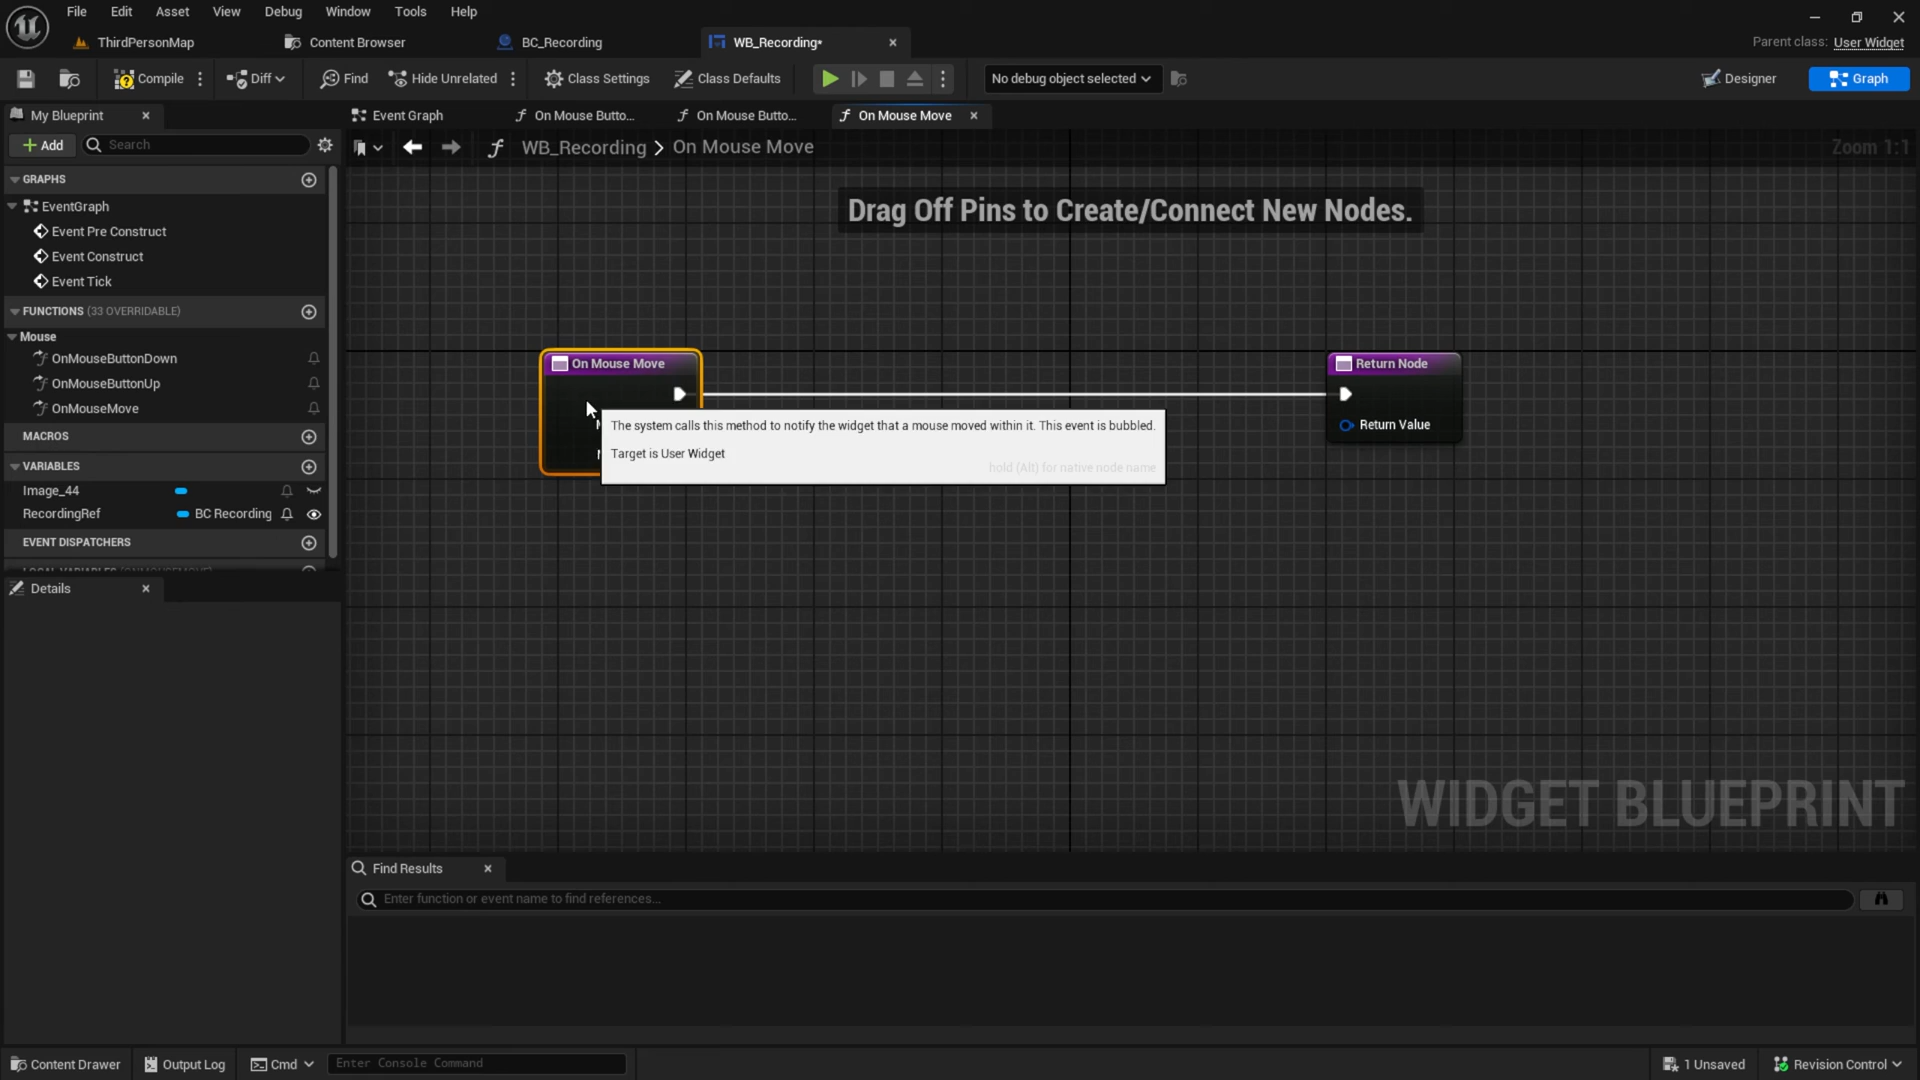 File Edit Asset View Debug Window Tools Help
ThirdPersonMap Content Browser BC_Recording WB_Recording* Parent class: User Widget
Compile Diff Find Hide Unrelated Class Settings Class Defaults No debug object selected Designer Graph
My Blueprint Event Graph On Mouse Butto... On Mouse Butto... On Mouse Move
Add Search WB_Recording > On Mouse Move Zoom 1:1
Drag Off Pins to Create/Connect New Nodes.
GRAPHS
EventGraph
Event Pre Construct
Event Construct
Event Tick
FUNCTIONS (33 OVERRIDABLE)
Mouse
OnMouseButtonDown
OnMouseButtonUp
OnMouseMove
MACROS
VARIABLES
Image_44
RecordingRef BC Recording
EVENT DISPATCHERS
LOCAL VARIABLES (ONMOUSEMOVE)
Details
On Mouse Move
The system calls this method to notify the widget that a mouse moved within it. This event is bubbled.
Target is User Widget
hold (Alt) for native node name
Return Node
Return Value
WIDGET BLUEPRINT
Find Results
Enter function or event name to find references...
Content Drawer Output Log Cmd Enter Console Command 1 Unsaved Revision Control